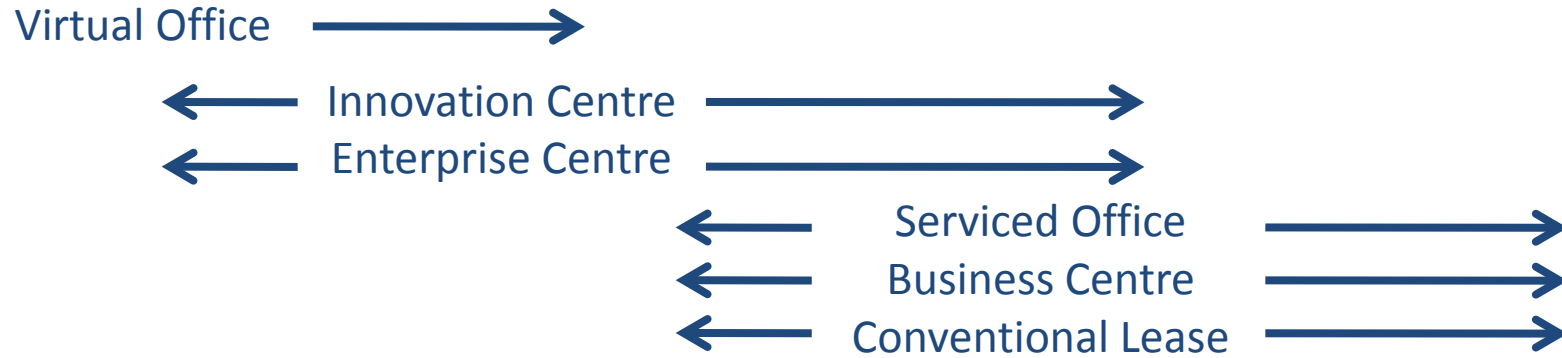 Virtual Office
Innovation Centre
Enterprise Centre
Serviced Office
Business Centre
Conventional Lease